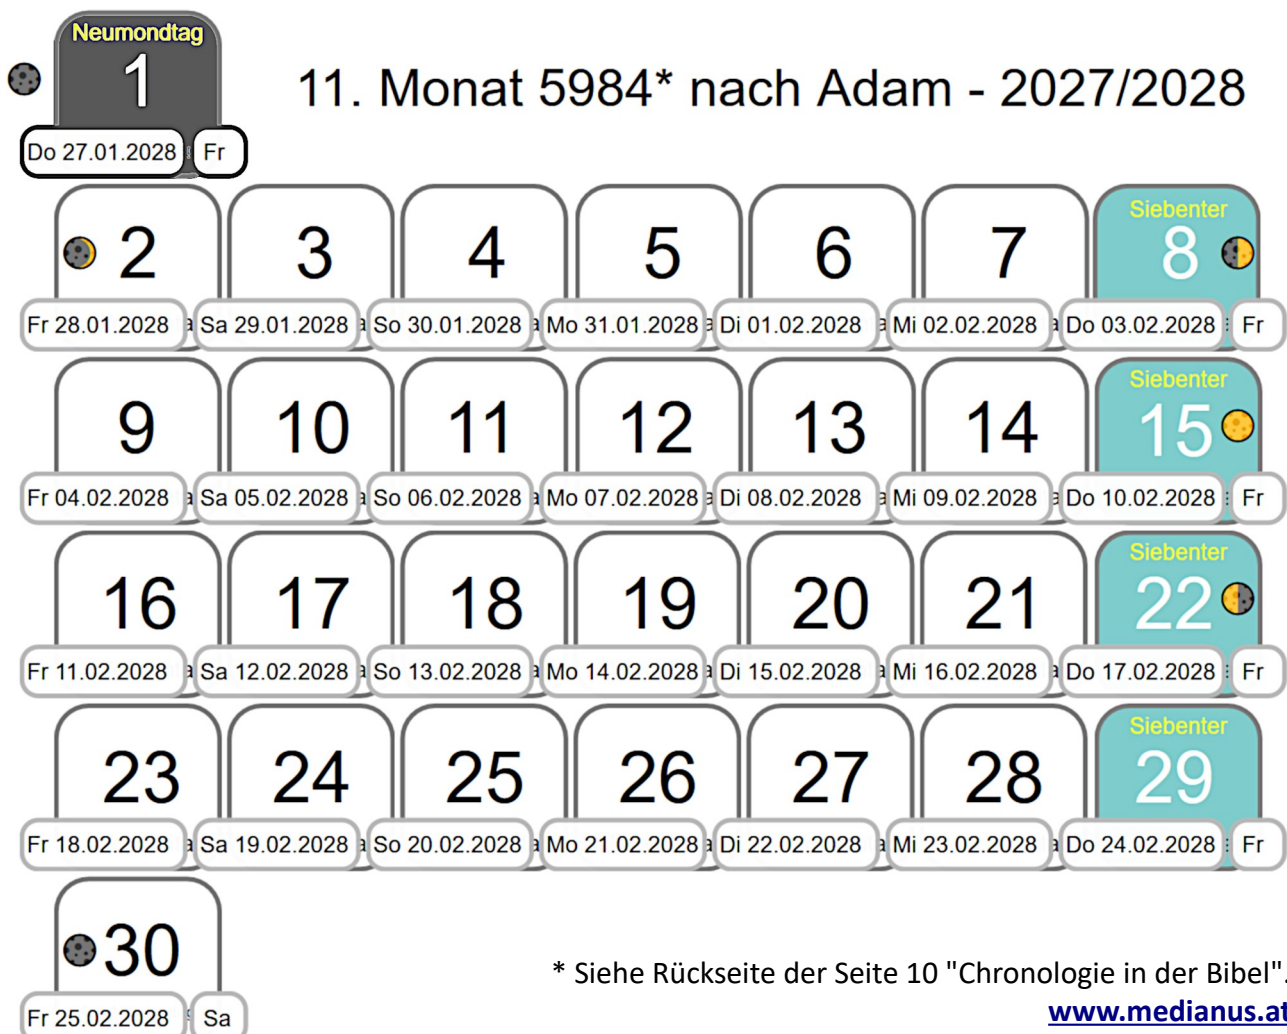 Neumondtag
1
11. Monat 5984* nach Adam - 2027/2028
Do 27.01.2028 Fr
Siebenter
2 3 4 5 6 7 8
Fr 28.01.2028 Sa 29.01.2028 So 30.01.2028 Mo 31.01.2028 Di 01.02.2028 Mi 02.02.2028 Do 03.02.2028 Fr
Siebenter
9 10 11 12 13 14 15
Fr 04.02.2028 Sa 05.02.2028 So 06.02.2028 Mo 07.02.2028 Di 08.02.2028 Mi 09.02.2028 Do 10.02.2028 Fr
Siebenter
16 17 18 19 20 21 22
Fr 11.02.2028 Sa 12.02.2028 So 13.02.2028 Mo 14.02.2028 Di 15.02.2028 Mi 16.02.2028 Do 17.02.2028 Fr
Siebenter
23 24 25 26 27 28 29
Fr 18.02.2028 Sa 19.02.2028 So 20.02.2028 Mo 21.02.2028 Di 22.02.2028 Mi 23.02.2028 Do 24.02.2028 Fr
30
* Siehe Rückseite der Seite 10 "Chronologie in der Bibel".
Fr 25.02.2028 Sa
www.medianus.at